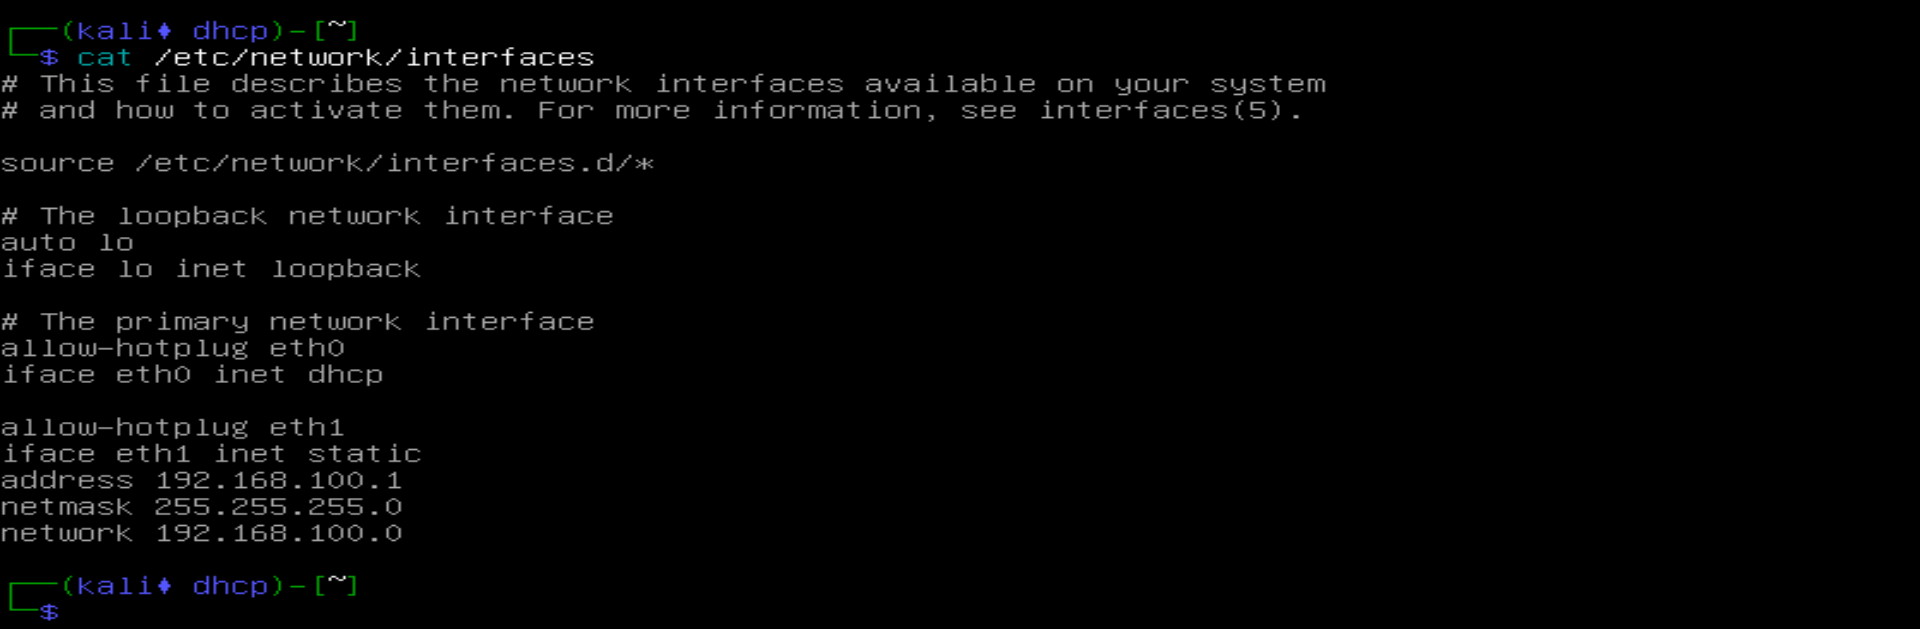 ┌──(kali♦ dhcp)-[~]
└─$ cat /etc/network/interfaces
# This file describes the network interfaces available on your system
# and how to activate them. For more information, see interfaces(5).

source /etc/network/interfaces.d/*

# The loopback network interface
auto lo
iface lo inet loopback

# The primary network interface
allow-hotplug eth0
iface eth0 inet dhcp

allow-hotplug eth1
iface eth1 inet static
address 192.168.100.1
netmask 255.255.255.0
network 192.168.100.0

┌──(kali♦ dhcp)-[~]
└─$